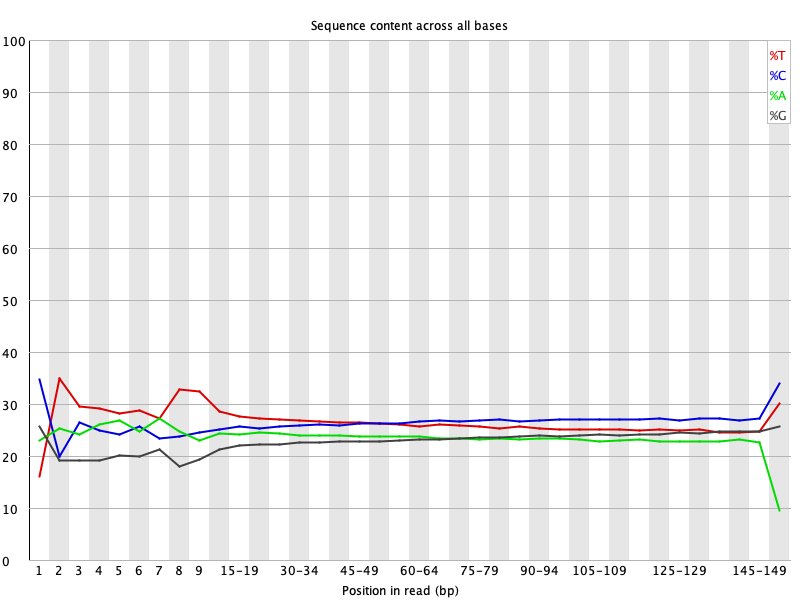 Sequence content across all bases
100
90
80
70
60
50
40
30
20
10
0
%T
%C
%A
%G
1 2 3 4 5 6 7 8 9 15-19 30-34 45-49 60-64 75-79 90-94 105-109 125-129 145-149
Position in read (bp)